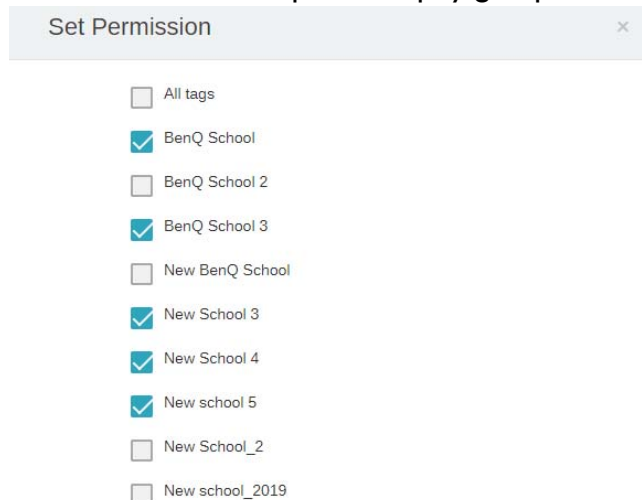 Set Permission ×
All tags
BenQ School
BenQ School 2
BenQ School 3
New BenQ School
New School 3
New School 4
New school 5
New School_2
New school_2019